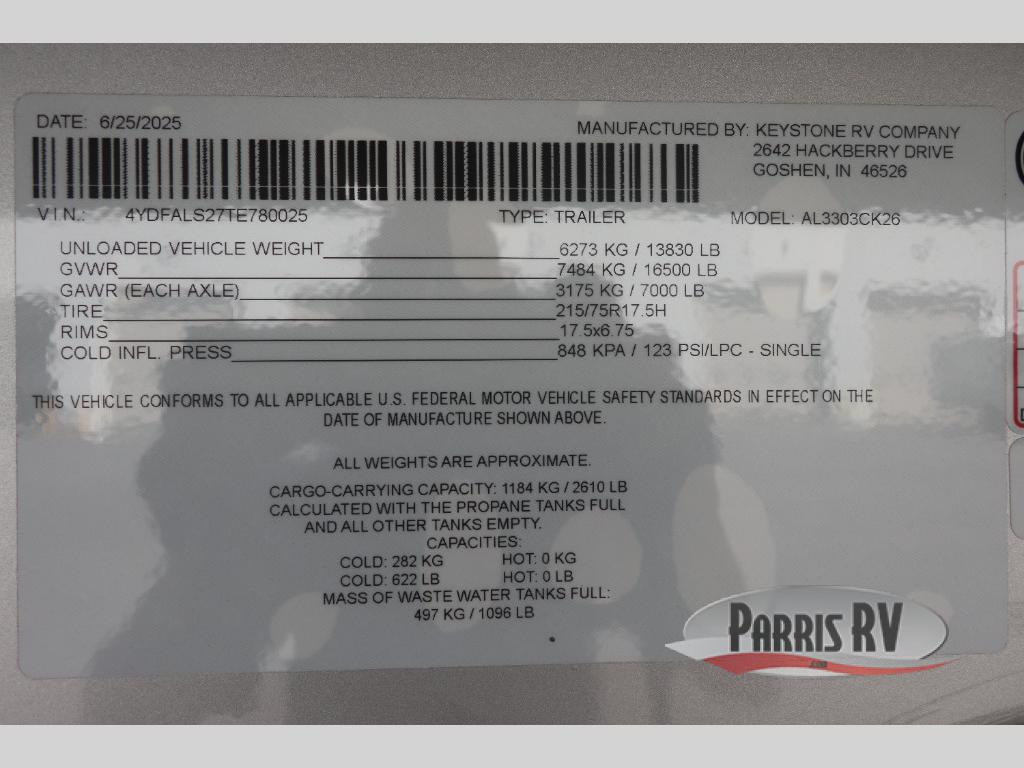 DATE: 6/25/2025
MANUFACTURED BY: KEYSTONE RV COMPANY
2642 HACKBERRY DRIVE
GOSHEN, IN 46526
V.I.N.: 4YDFALS27TE780025 TYPE: TRAILER MODEL: AL3303CK26
UNLOADED VEHICLE WEIGHT 6273 KG / 13830 LB
GVWR 7484 KG / 16500 LB
GAWR (EACH AXLE) 3175 KG / 7000 LB
TIRE 215/75R17.5H
RIMS 17.5x6.75
COLD INFL. PRESS 848 KPA / 123 PSI/LPC - SINGLE
THIS VEHICLE CONFORMS TO ALL APPLICABLE U.S. FEDERAL MOTOR VEHICLE SAFETY STANDARDS IN EFFECT ON THE
DATE OF MANUFACTURE SHOWN ABOVE.
ALL WEIGHTS ARE APPROXIMATE.
CARGO-CARRYING CAPACITY: 1184 KG / 2610 LB
CALCULATED WITH THE PROPANE TANKS FULL
AND ALL OTHER TANKS EMPTY.
CAPACITIES:
COLD: 282 KG HOT: 0 KG
COLD: 622 LB HOT: 0 LB
MASS OF WASTE WATER TANKS FULL:
497 KG / 1096 LB
PARRIS RV
.com